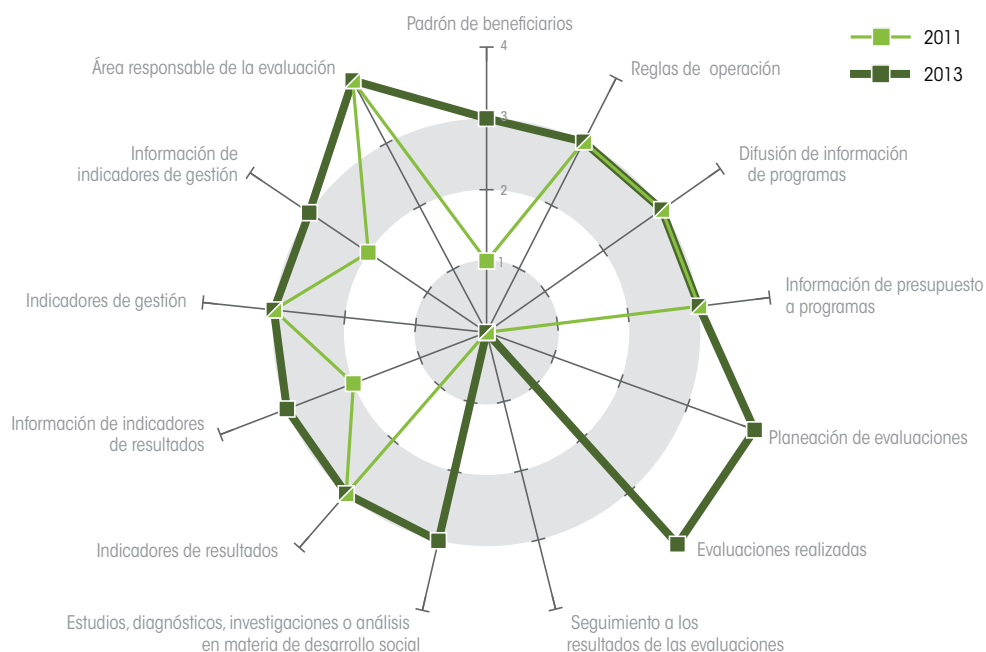 Padrón de beneficiarios
4
3
2
1
2011
2013
Reglas de operación
Difusión de información
de programas
Información de presupuesto
a programas
Planeación de evaluaciones
Evaluaciones realizadas
Seguimiento a los
resultados de las evaluaciones
Estudios, diagnósticos, investigaciones o análisis
en materia de desarrollo social
Indicadores de resultados
Información de indicadores
de resultados
Indicadores de gestión
Información de
indicadores de gestión
Área responsable de la evaluación